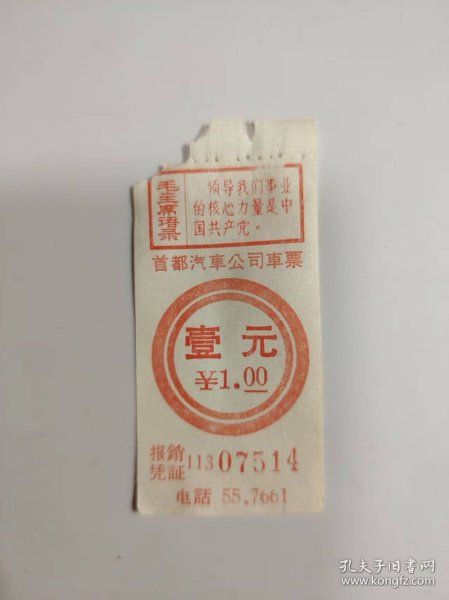 毛主席语录
领导我们事业
的核心力量是中
国共产党。
首都汽車公司車票
壹元
¥1.00
报銷凭証 11307514
电話 55.7661
孔夫子旧书网
www.kongfz.com